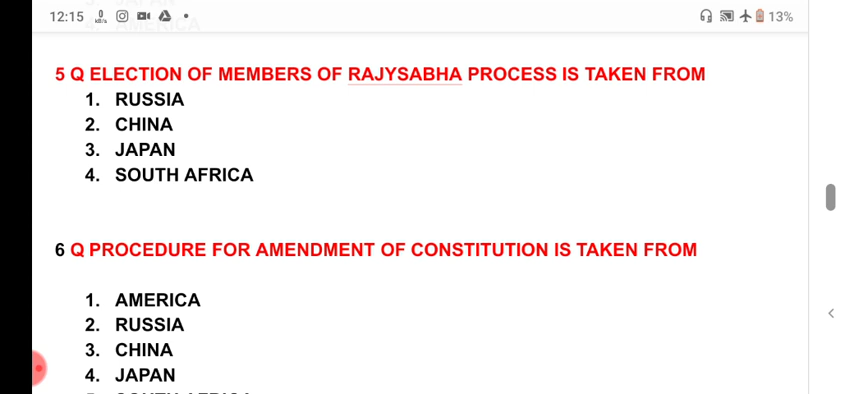 12:15 0 kB/s 13%
5 Q ELECTION OF MEMBERS OF RAJYSABHA PROCESS IS TAKEN FROM
1. RUSSIA
2. CHINA
3. JAPAN
4. SOUTH AFRICA
6 Q PROCEDURE FOR AMENDMENT OF CONSTITUTION IS TAKEN FROM
1. AMERICA
2. RUSSIA
3. CHINA
4. JAPAN